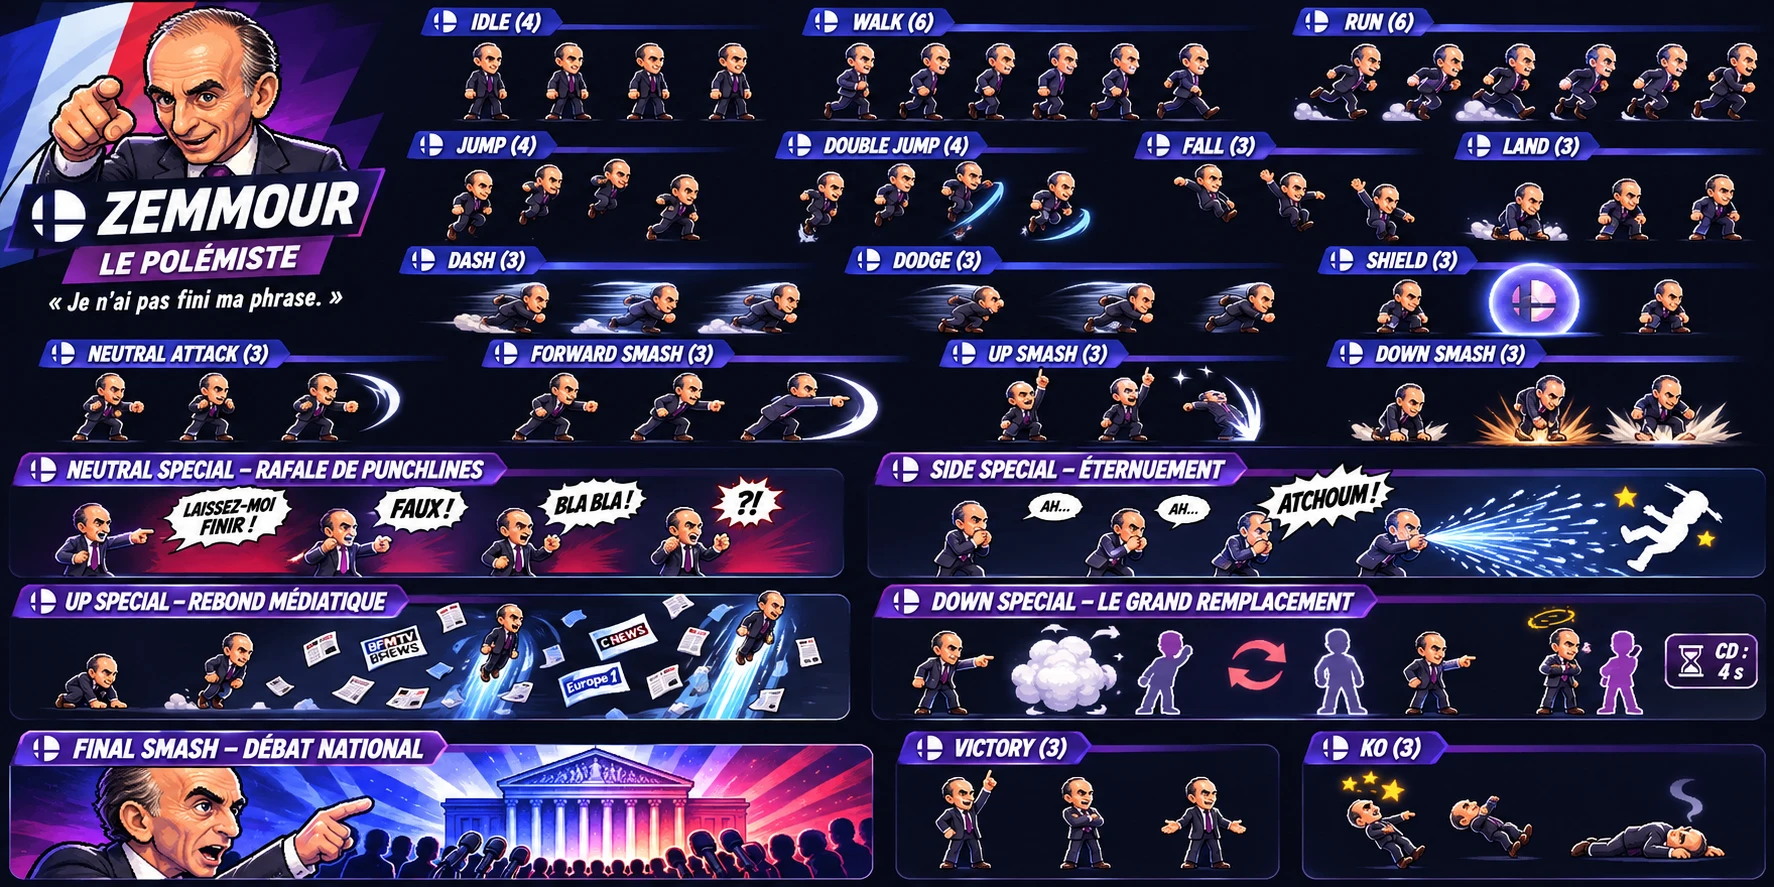 ZEMMOUR
LE POLÉMISTE
« Je n'ai pas fini ma phrase. »
IDLE (4)
WALK (6)
RUN (6)
JUMP (4)
DOUBLE JUMP (4)
FALL (3)
LAND (3)
DASH (3)
DODGE (3)
SHIELD (3)
NEUTRAL ATTACK (3)
FORWARD SMASH (3)
UP SMASH (3)
DOWN SMASH (3)
NEUTRAL SPECIAL – RAFALE DE PUNCHLINES
LAISSEZ-MOI
FINIR !
FAUX !
BLA BLA !
?!
SIDE SPECIAL – ÉTERNUEMENT
AH...
AH...
ATCHOUM !
UP SPECIAL – REBOND MÉDIATIQUE
BFMTV
CNEWS
Europe 1
DOWN SPECIAL – LE GRAND REMPLACEMENT
CD :
4 s
FINAL SMASH – DÉBAT NATIONAL
VICTORY (3)
KO (3)